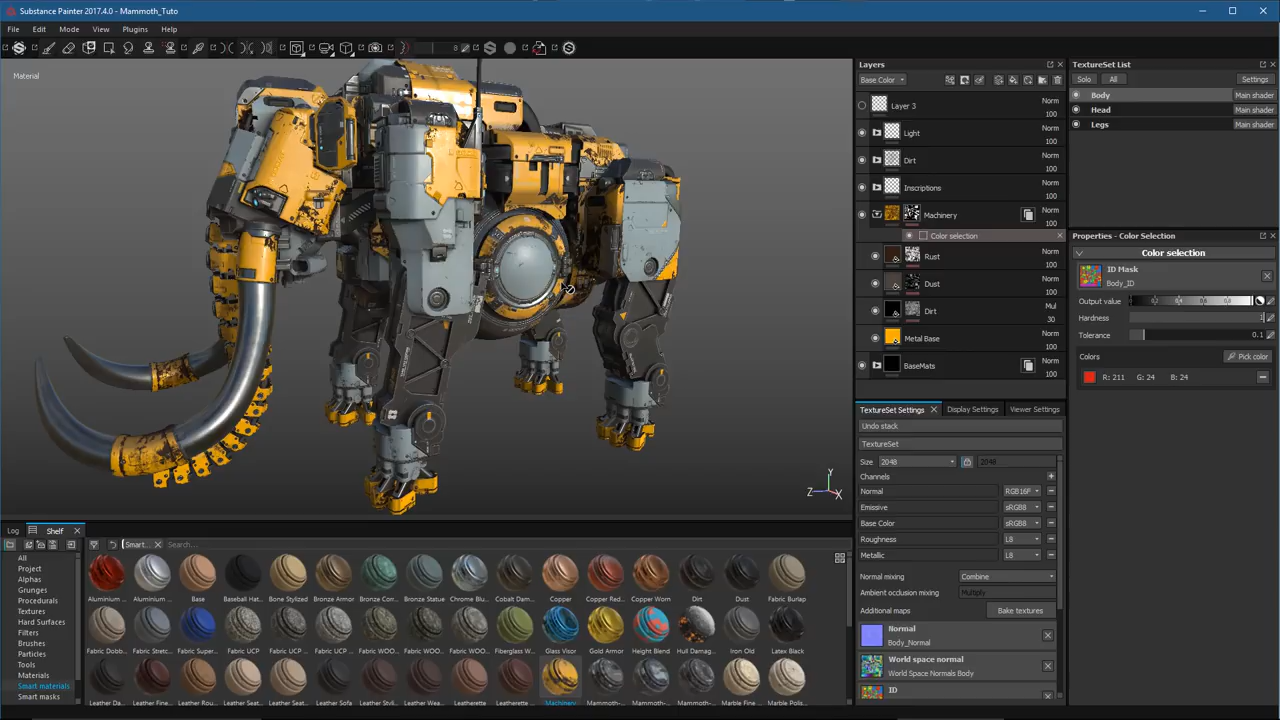 Substance Painter 2017.4.0 - Mammoth_Tuto
File Edit Mode View Plugins Help
8
Material
Layers
Base Color
Layer 3 Norm 100
Light Norm 100
Dirt Norm 100
Inscriptions Norm 100
Machinery Norm 100
Color selection
Rust Norm 100
Dust Norm 100
Dirt Mul 30
Metal Base Norm 100
BaseMats Norm 100
TextureSet List
Solo All Settings
Body Main shader
Head Main shader
Legs Main shader
Properties - Color Selection
Color selection
ID Mask
Body_ID
Output value
Hardness 1
Tolerance 0.1
Colors Pick color
R: 211 G: 24 B: 24
TextureSet Settings Display Settings Viewer Settings
Undo stack
TextureSet
Size 2048 2048
Channels
Normal RGB16F
Emissive sRGB8
Base Color sRGB8
Roughness L8
Metallic L8
Normal mixing Combine
Ambient occlusion mixing Multiply
Additional maps Bake textures
Normal
Body_Normal
World space normal
World Space Normals Body
ID
Log Shelf
Smart... Search...
All
Project
Alphas
Grunges
Procedurals
Textures
Hard Surfaces
Filters
Brushes
Particles
Tools
Materials
Smart materials
Smart masks
Aluminium ... Aluminium ... Base Baseball Hat... Bone Stylized Bronze Armor Bronze Cor... Bronze Statue Chrome Blu... Cobalt Dam... Copper Copper Red... Copper Worn Dirt Dust Fabric Burlap
Fabric Dobb... Fabric Stretc... Fabric Supe... Fabric UCP Fabric UCP ... Fabric WOO... Fabric WOO... Fabric WOO... Fabric WOO... Fiberglass W... Glass Visor Gold Armor Height Blend Hull Damag... Iron Old Latex Black
Leather Da... Leather Fine... Leather Rou... Leather Seat... Leather Seat... Leather Sofa Leather Styli... Leather Wea... Leatherette Leatherette ... Machinery Mammoth-... Mammoth-... Mammoth-... Marble Fine ... Marble Polis...
Y
Z X